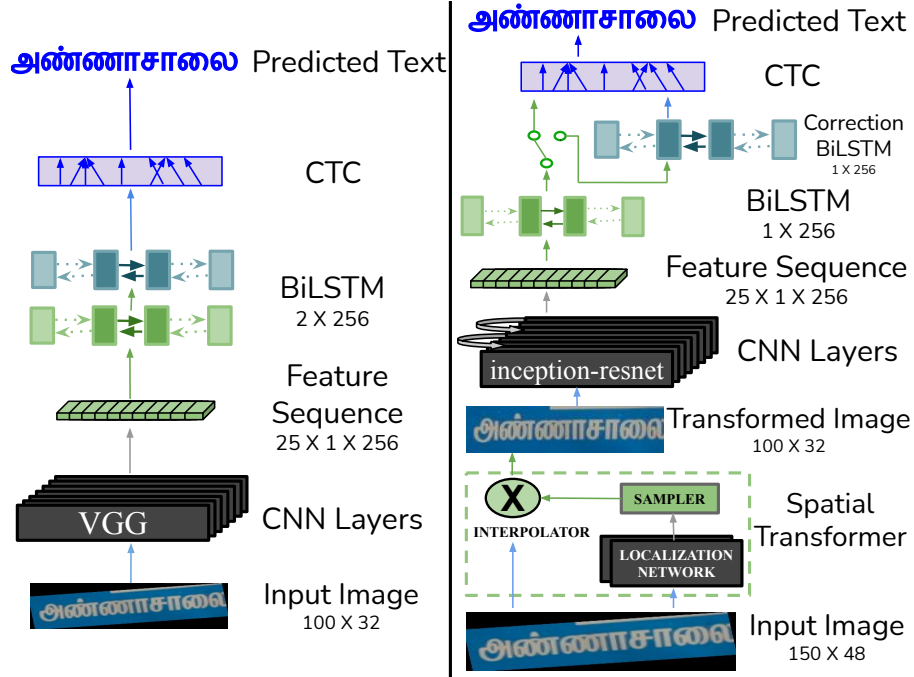 அண்ணாசாலை Predicted Text
CTC
BiLSTM
2 X 256
Feature
Sequence
25 X 1 X 256
VGG
CNN Layers
அண்ணாசாலை
Input Image
100 X 32
அண்ணாசாலை Predicted Text
CTC
Correction
BiLSTM
1 X 256
BiLSTM
1 X 256
Feature Sequence
25 X 1 X 256
inception-resnet
CNN Layers
அண்ணாசாலை
Transformed Image
100 X 32
X
SAMPLER
INTERPOLATOR
LOCALIZATION
NETWORK
Spatial
Transformer
அண்ணாசாலை
Input Image
150 X 48